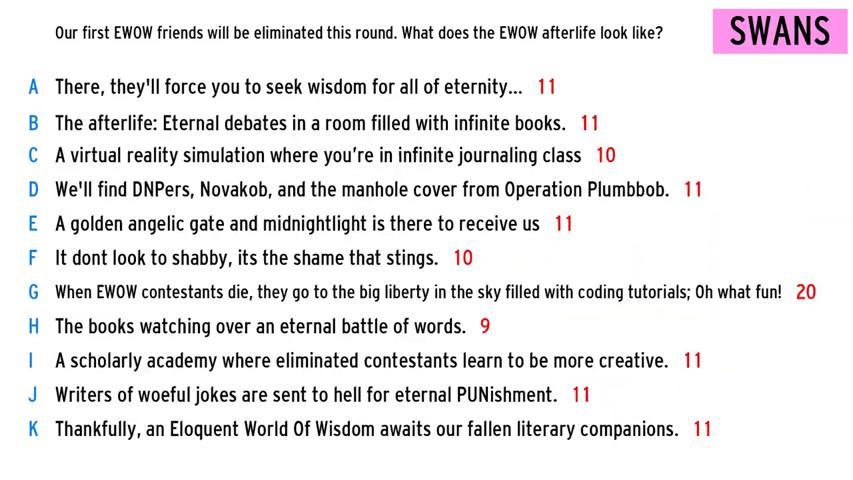 Our first EWOW friends will be eliminated this round. What does the EWOW afterlife look like?
SWANS
A There, they'll force you to seek wisdom for all of eternity... 11
B The afterlife: Eternal debates in a room filled with infinite books. 11
C A virtual reality simulation where you’re in infinite journaling class 10
D We'll find DNPers, Novakob, and the manhole cover from Operation Plumbbob. 11
E A golden angelic gate and midnightlight is there to receive us 11
F It dont look to shabby, its the shame that stings. 10
G When EWOW contestants die, they go to the big liberty in the sky filled with coding tutorials; Oh what fun! 20
H The books watching over an eternal battle of words. 9
I A scholarly academy where eliminated contestants learn to be more creative. 11
J Writers of woeful jokes are sent to hell for eternal PUNishment. 11
K Thankfully, an Eloquent World Of Wisdom awaits our fallen literary companions. 11